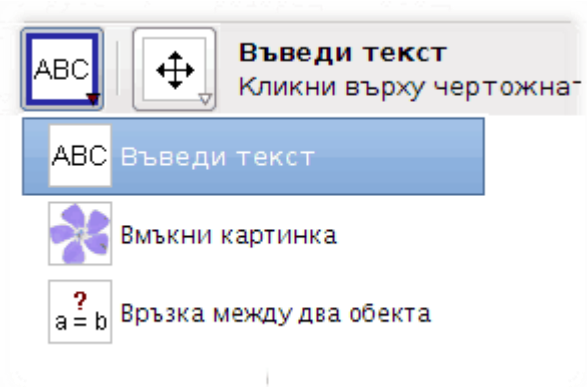 ABC
Въведи текст
Кликни върху чертожна
ABC Въведи текст
Вмъкни картинка
?
a = b Връзка между два обекта